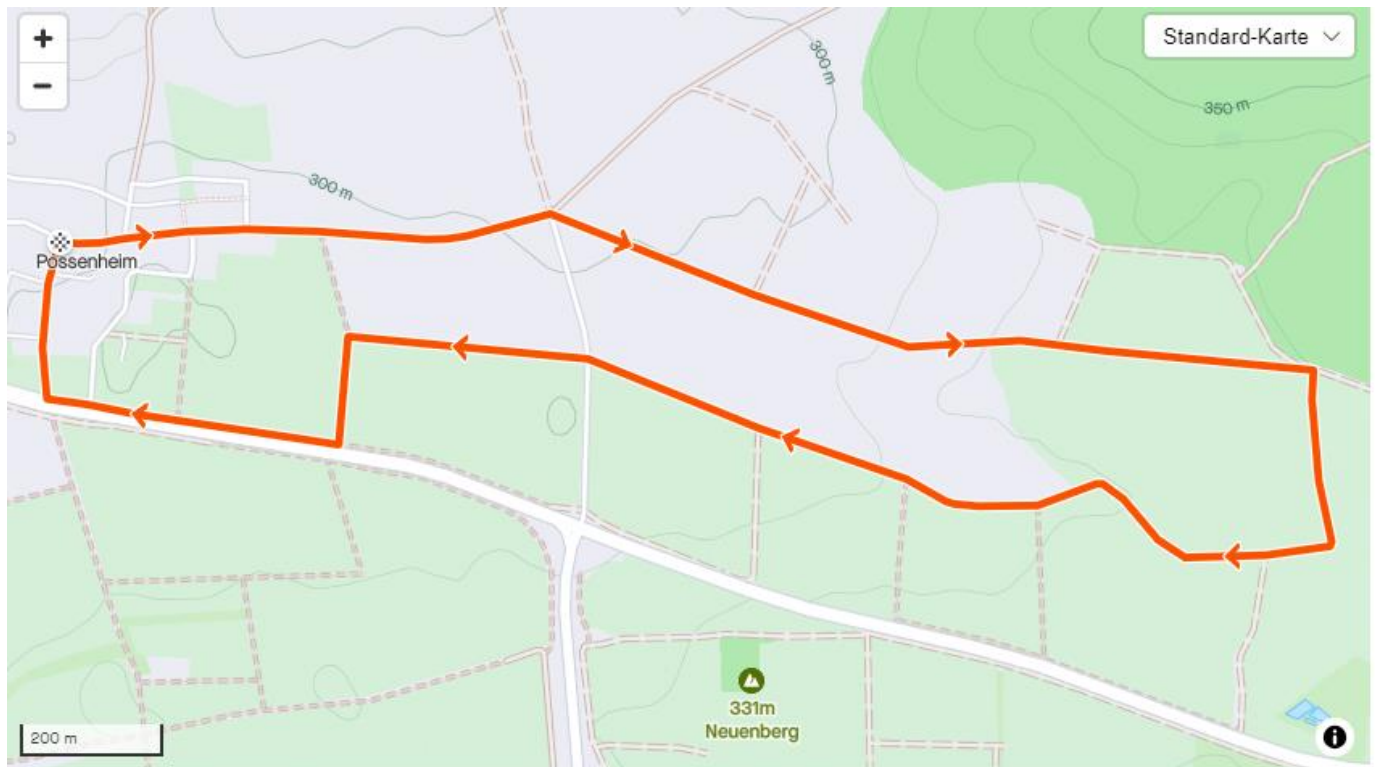 +
Standard-Karte
−
300 m
350 m
300 m
Possenheim
331m
Neuenberg
200 m